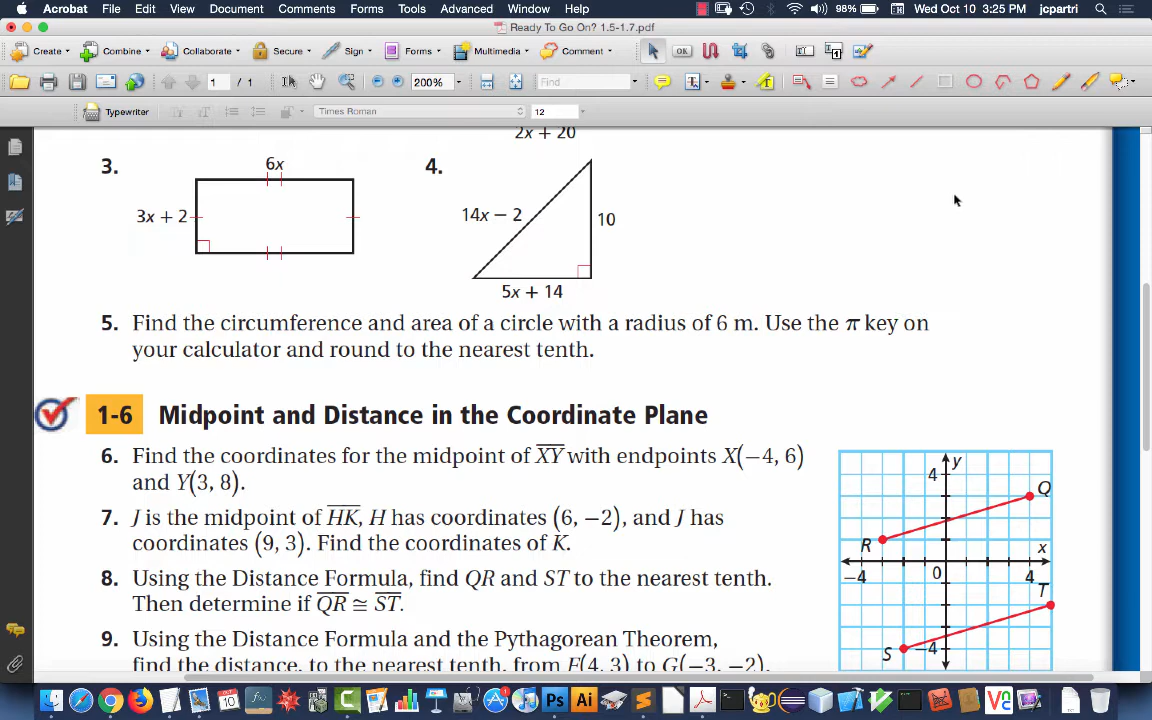 Acrobat File Edit View Window Document Comments Forms Tools Advanced Window Help 98% Wed Oct 10 3:25 PM jcpartri
Ready To Go On? 1.5-1.7.pdf
Create Combine Collaborate Secure Sign Forms Multimedia Comment
1 / 1 200% Find
Typewriter Times Roman 12
2x + 20
3. 6x 4.
3x + 2 14x − 2 10
5x + 14
5. Find the circumference and area of a circle with a radius of 6 m. Use the π key on
your calculator and round to the nearest tenth.
1-6 Midpoint and Distance in the Coordinate Plane
6. Find the coordinates for the midpoint of XY with endpoints X(−4, 6)
and Y(3, 8).
7. J is the midpoint of HK, H has coordinates (6, −2), and J has
coordinates (9, 3). Find the coordinates of K.
8. Using the Distance Formula, find QR and ST to the nearest tenth.
Then determine if QR ≅ ST.
9. Using the Distance Formula and the Pythagorean Theorem,
find the distance, to the nearest tenth, from F(4, 3) to G(−3, −2).
4 y
Q
R x
−4 0 4
T
S −4